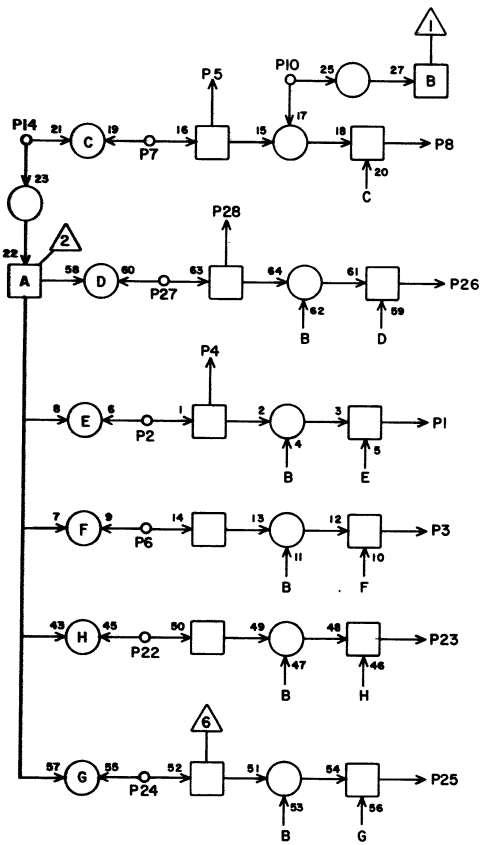 1
P5 P10 25 27 B
P14 21 C 19 P7 16 15 17 18 P8
20
C
23
22 A 2 58 D 60 P27 63 P28 64 62 61 59 P26
B D
P4
8 E 6 P2 1 2 4 3 5 P1
B E
7 F 9 P6 14 13 11 12 10 P3
B F
43 H 45 P22 50 49 47 48 46 P23
B H
6
57 G 55 P24 52 51 53 54 56 P25
B G